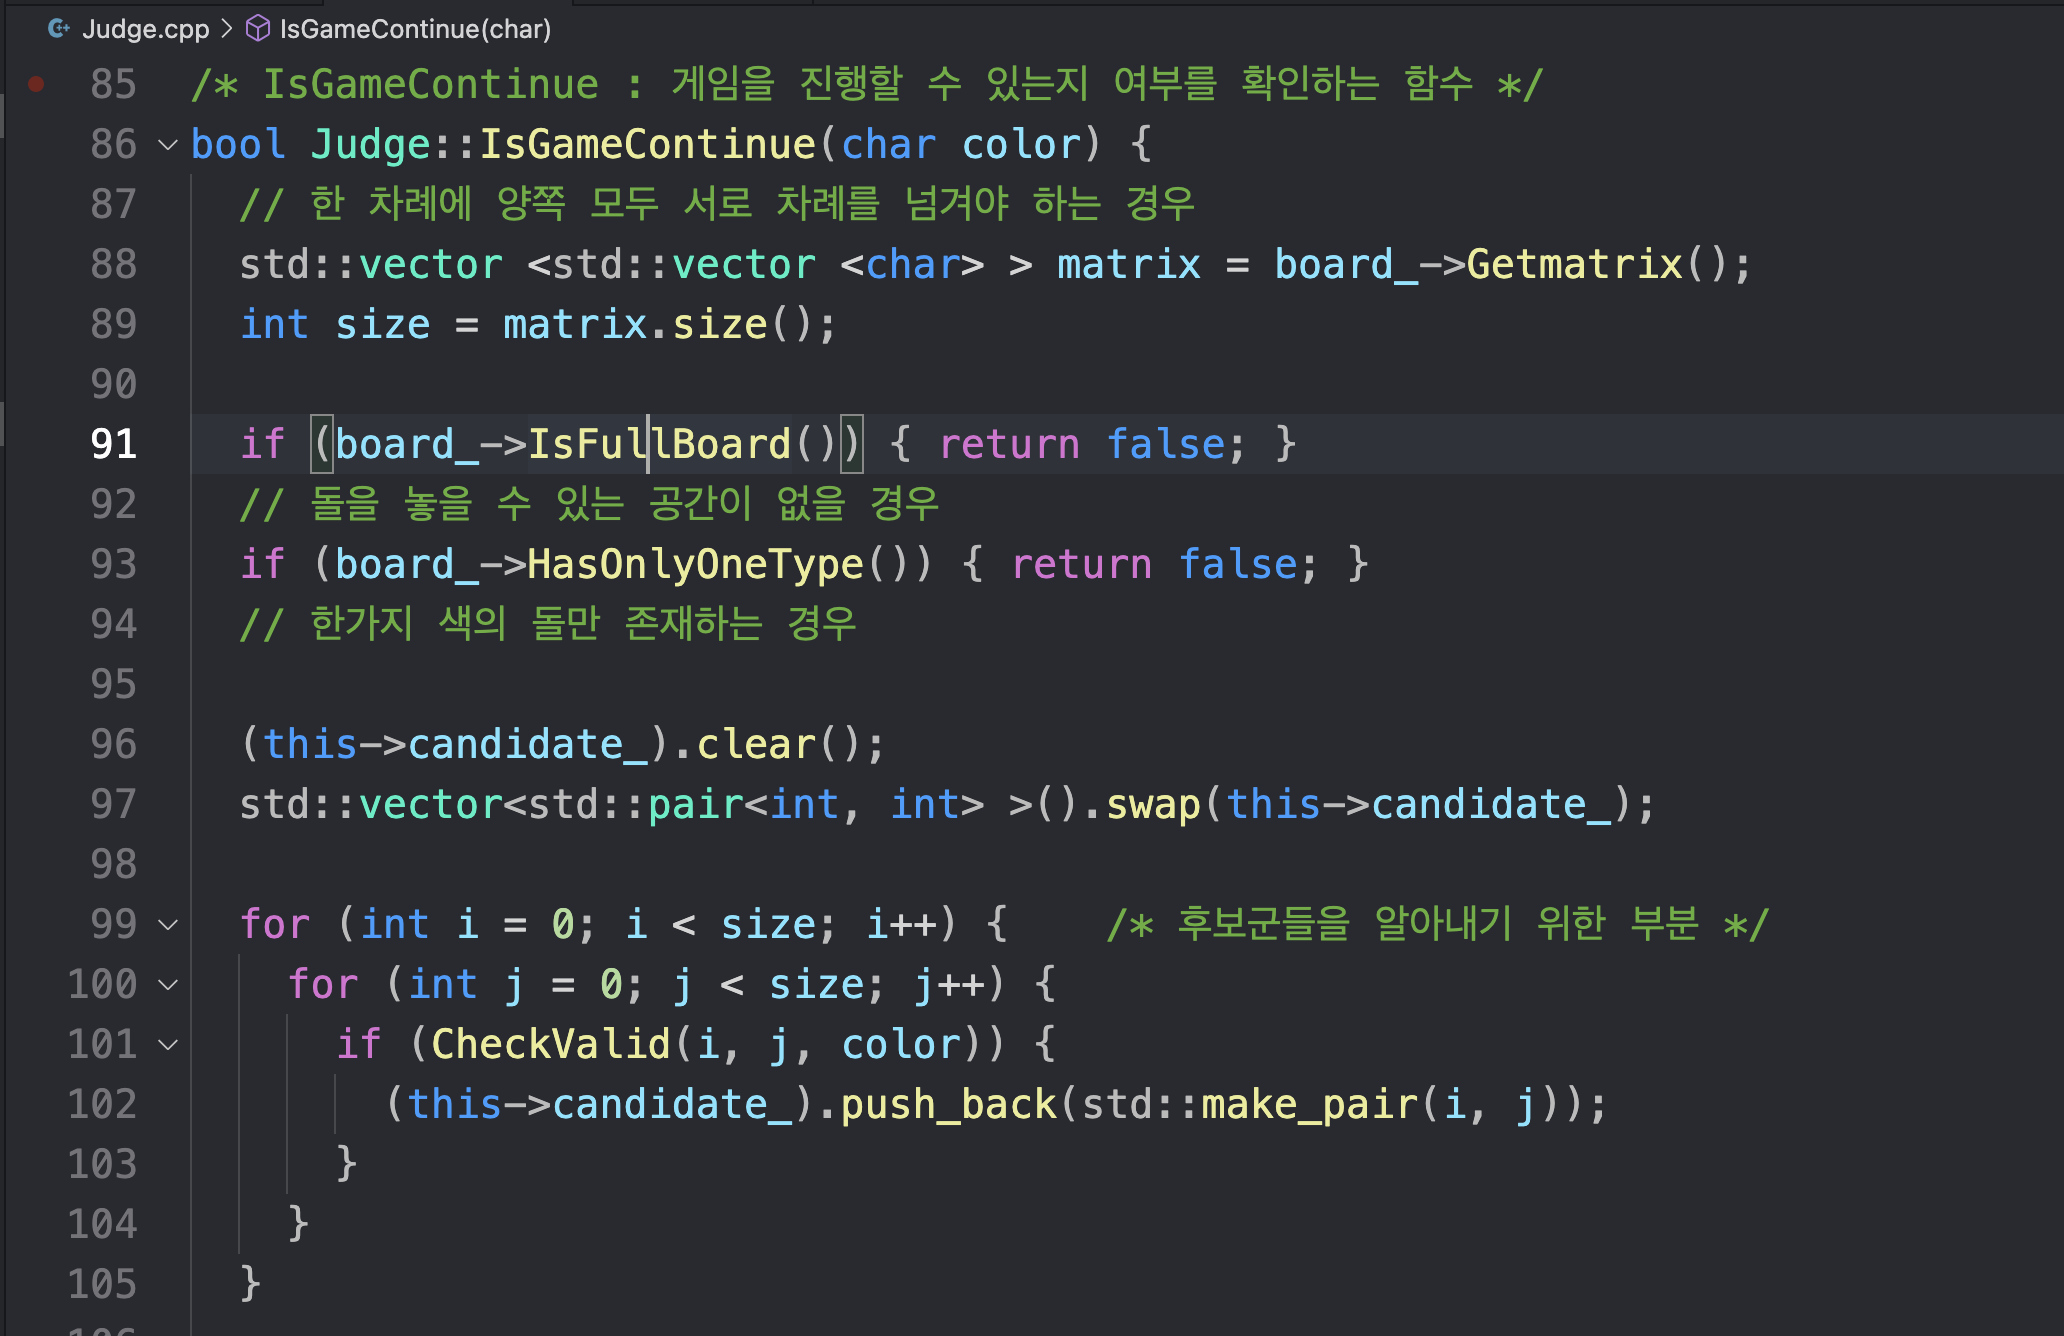 Judge.cpp > IsGameContinue(char)
85 /* IsGameContinue : 게임을 진행할 수 있는지 여부를 확인하는 함수 */
86 bool Judge::IsGameContinue(char color) {
87 // 한 차례에 양쪽 모두 서로 차례를 넘겨야 하는 경우
88 std::vector <std::vector <char> > matrix = board_->Getmatrix();
89 int size = matrix.size();
90
91 if (board_->IsFullBoard()) { return false; }
92 // 돌을 놓을 수 있는 공간이 없을 경우
93 if (board_->HasOnlyOneType()) { return false; }
94 // 한가지 색의 돌만 존재하는 경우
95
96 (this->candidate_).clear();
97 std::vector<std::pair<int, int> >().swap(this->candidate_);
98
99 for (int i = 0; i < size; i++) { /* 후보군들을 알아내기 위한 부분 */
100 for (int j = 0; j < size; j++) {
101 if (CheckValid(i, j, color)) {
102 (this->candidate_).push_back(std::make_pair(i, j));
103 }
104 }
105 }